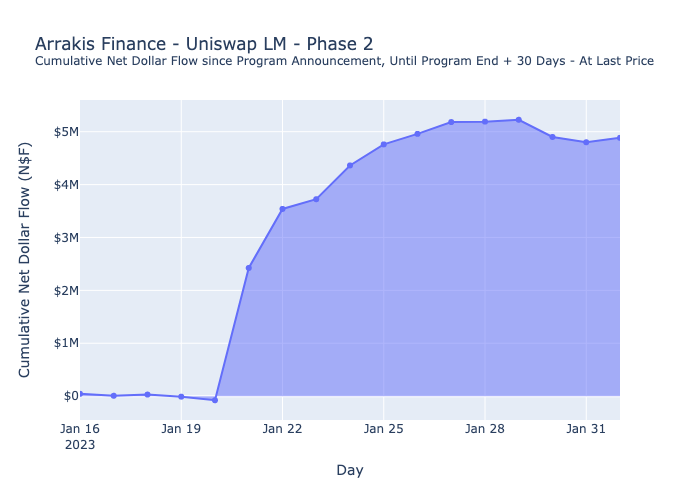 Arrakis Finance - Uniswap LM - Phase 2
Cumulative Net Dollar Flow since Program Announcement, Until Program End + 30 Days - At Last Price
Cumulative Net Dollar Flow (N$F)
$5M
$4M
$3M
$2M
$1M
$0
Jan 16 Jan 19 Jan 22 Jan 25 Jan 28 Jan 31
2023
Day